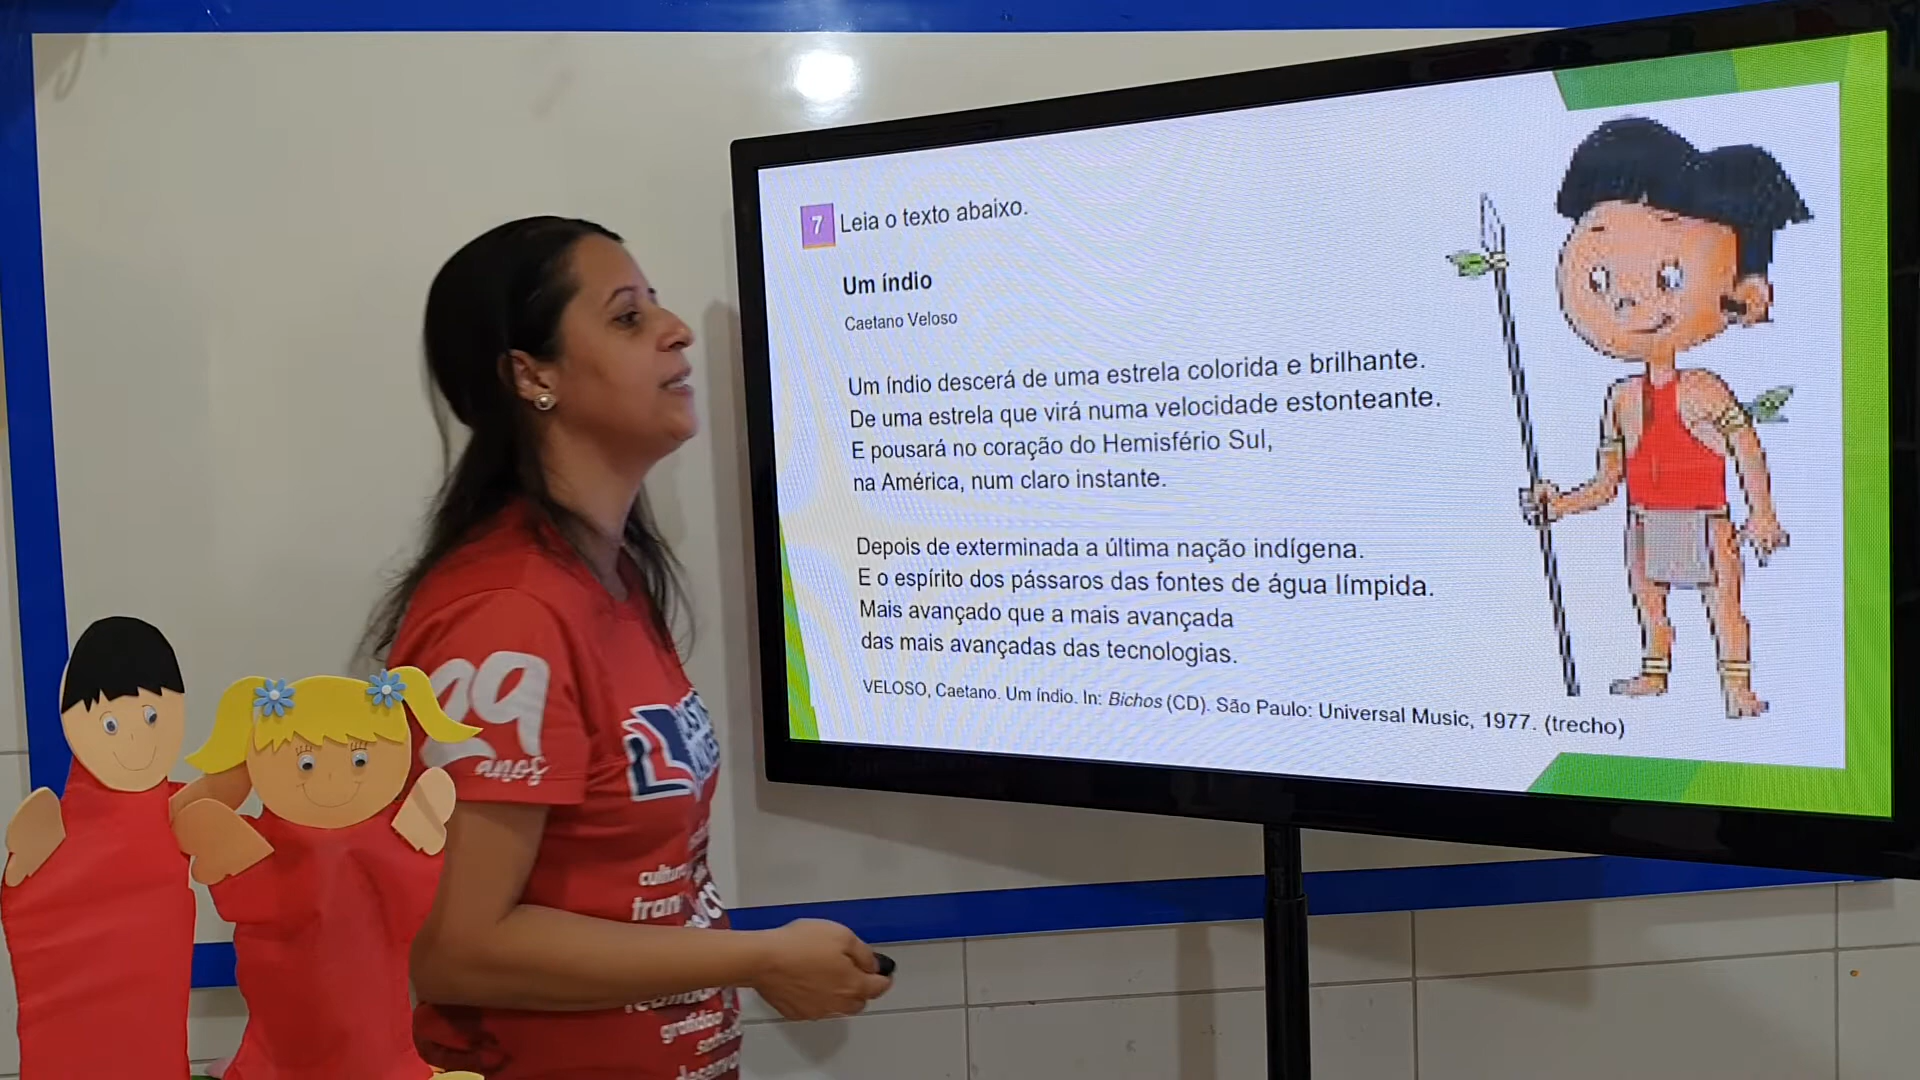 7 Leia o texto abaixo.
Um índio
Caetano Veloso
Um índio descerá de uma estrela colorida e brilhante.
De uma estrela que virá numa velocidade estonteante.
E pousará no coração do Hemisfério Sul,
na América, num claro instante.
Depois de exterminada a última nação indígena.
E o espírito dos pássaros das fontes de água límpida.
Mais avançado que a mais avançada
das mais avançadas das tecnologias.
VELOSO, Caetano. Um índio. In: Bichos (CD). São Paulo: Universal Music, 1977. (trecho)
29
anos
gratidão